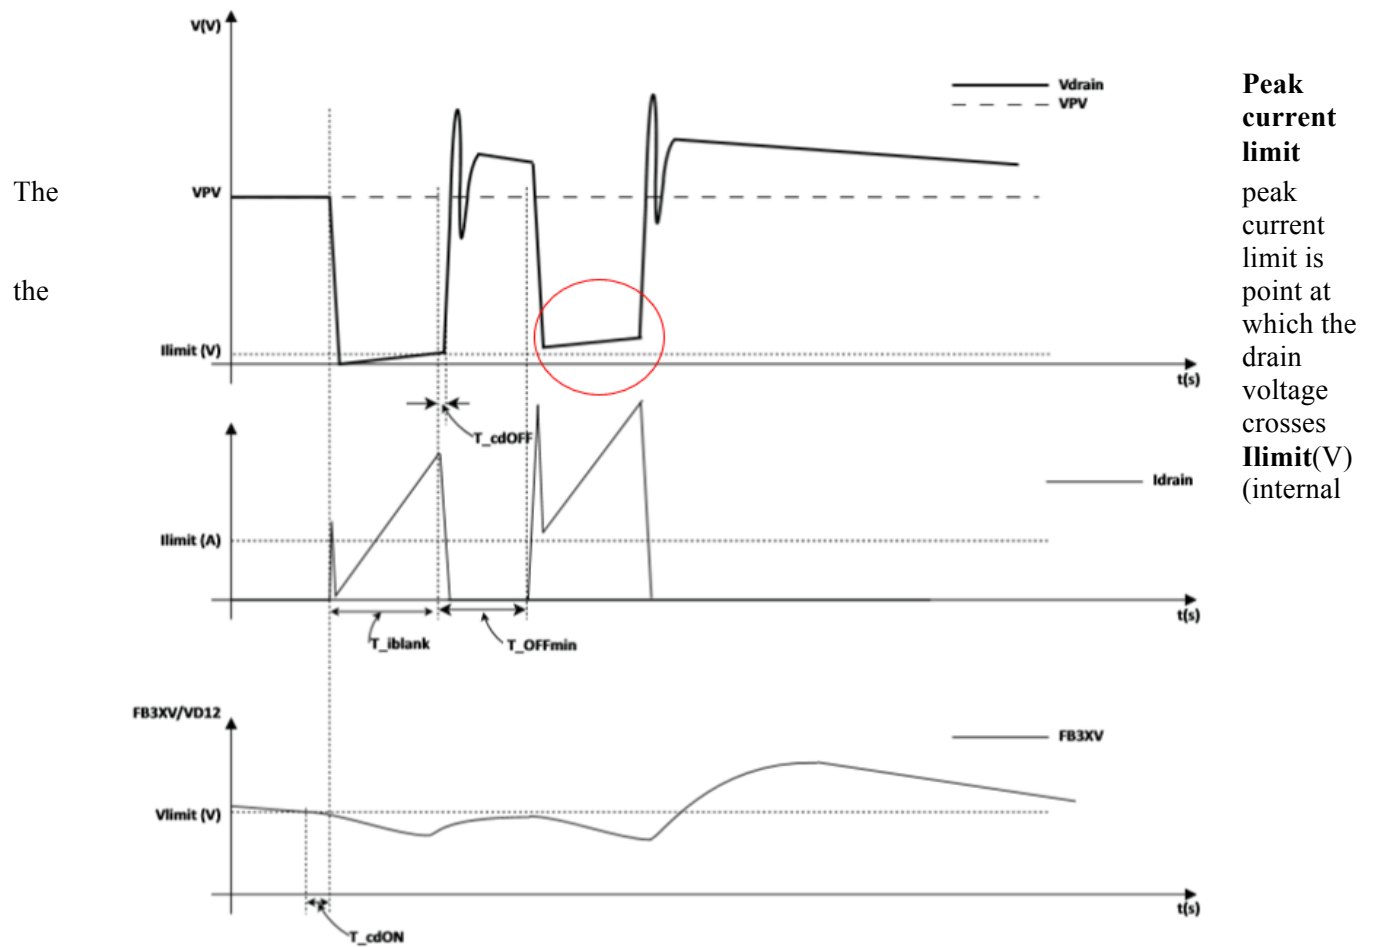 V(V)
Vdrain
VPV
Peak
current
limit
The
VPV
peak
current
limit is
the
point at
which the
Ilimit (V)
drain
t(s)
voltage
T_cdOFF
crosses
Ilimit(V)
Idrain
(internal
Ilimit (A)
t(s)
T_iblank
T_OFFmin
FB3XV/VD12
FB3XV
Vlimit (V)
t(s)
T_cdON